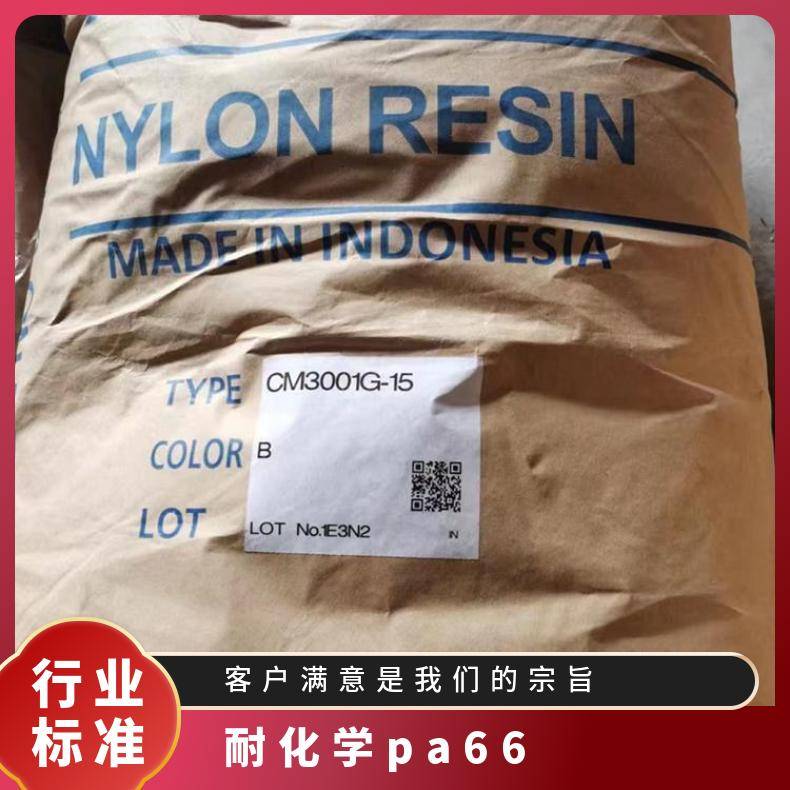 NYLON RESIN
MADE IN INDONESIA
TYPE CM3001G-15
COLOR B
LOT LOT No.1E3N2
IN
行业
标准
客户满意是我们的宗旨
耐化学pa66